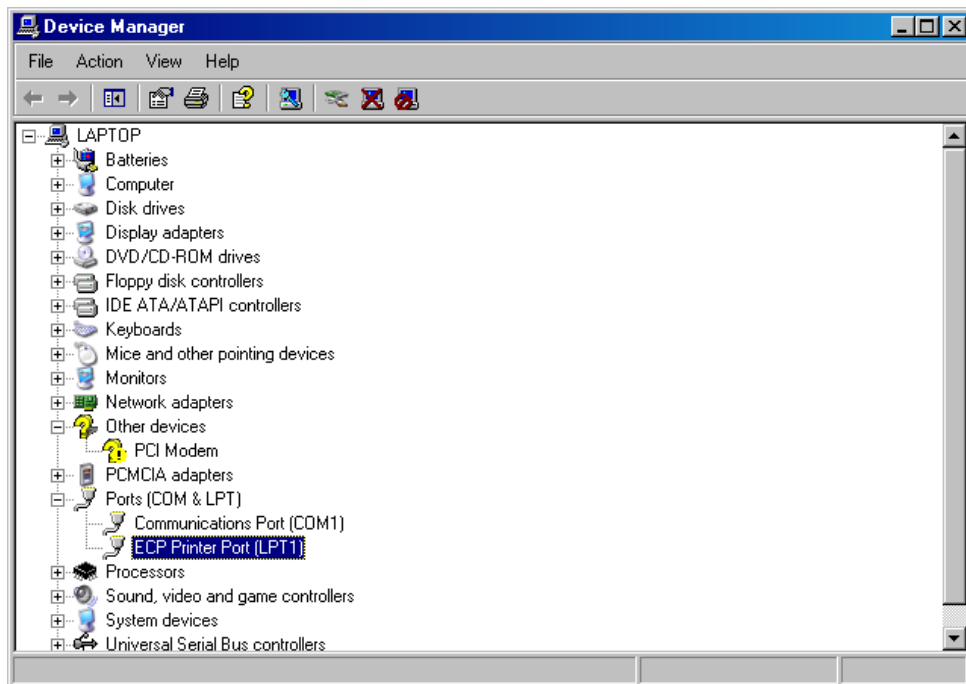 Device Manager
File Action View Help
LAPTOP
Batteries
Computer
Disk drives
Display adapters
DVD/CD-ROM drives
Floppy disk controllers
IDE ATA/ATAPI controllers
Keyboards
Mice and other pointing devices
Monitors
Network adapters
Other devices
PCI Modem
PCMCIA adapters
Ports (COM & LPT)
Communications Port (COM1)
ECP Printer Port (LPT1)
Processors
Sound, video and game controllers
System devices
Universal Serial Bus controllers